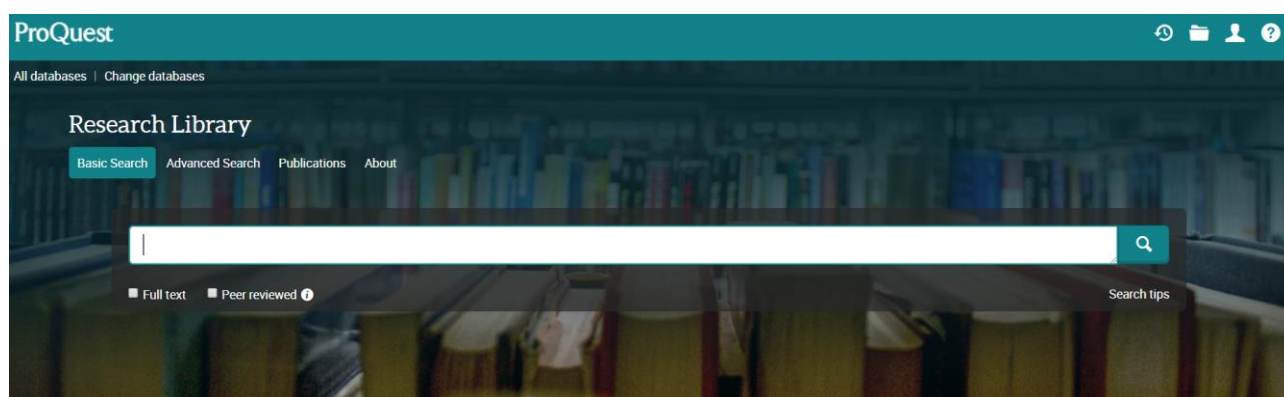 ProQuest
All databases | Change databases
Research Library
Basic Search Advanced Search Publications About
Full text Peer reviewed
Search tips